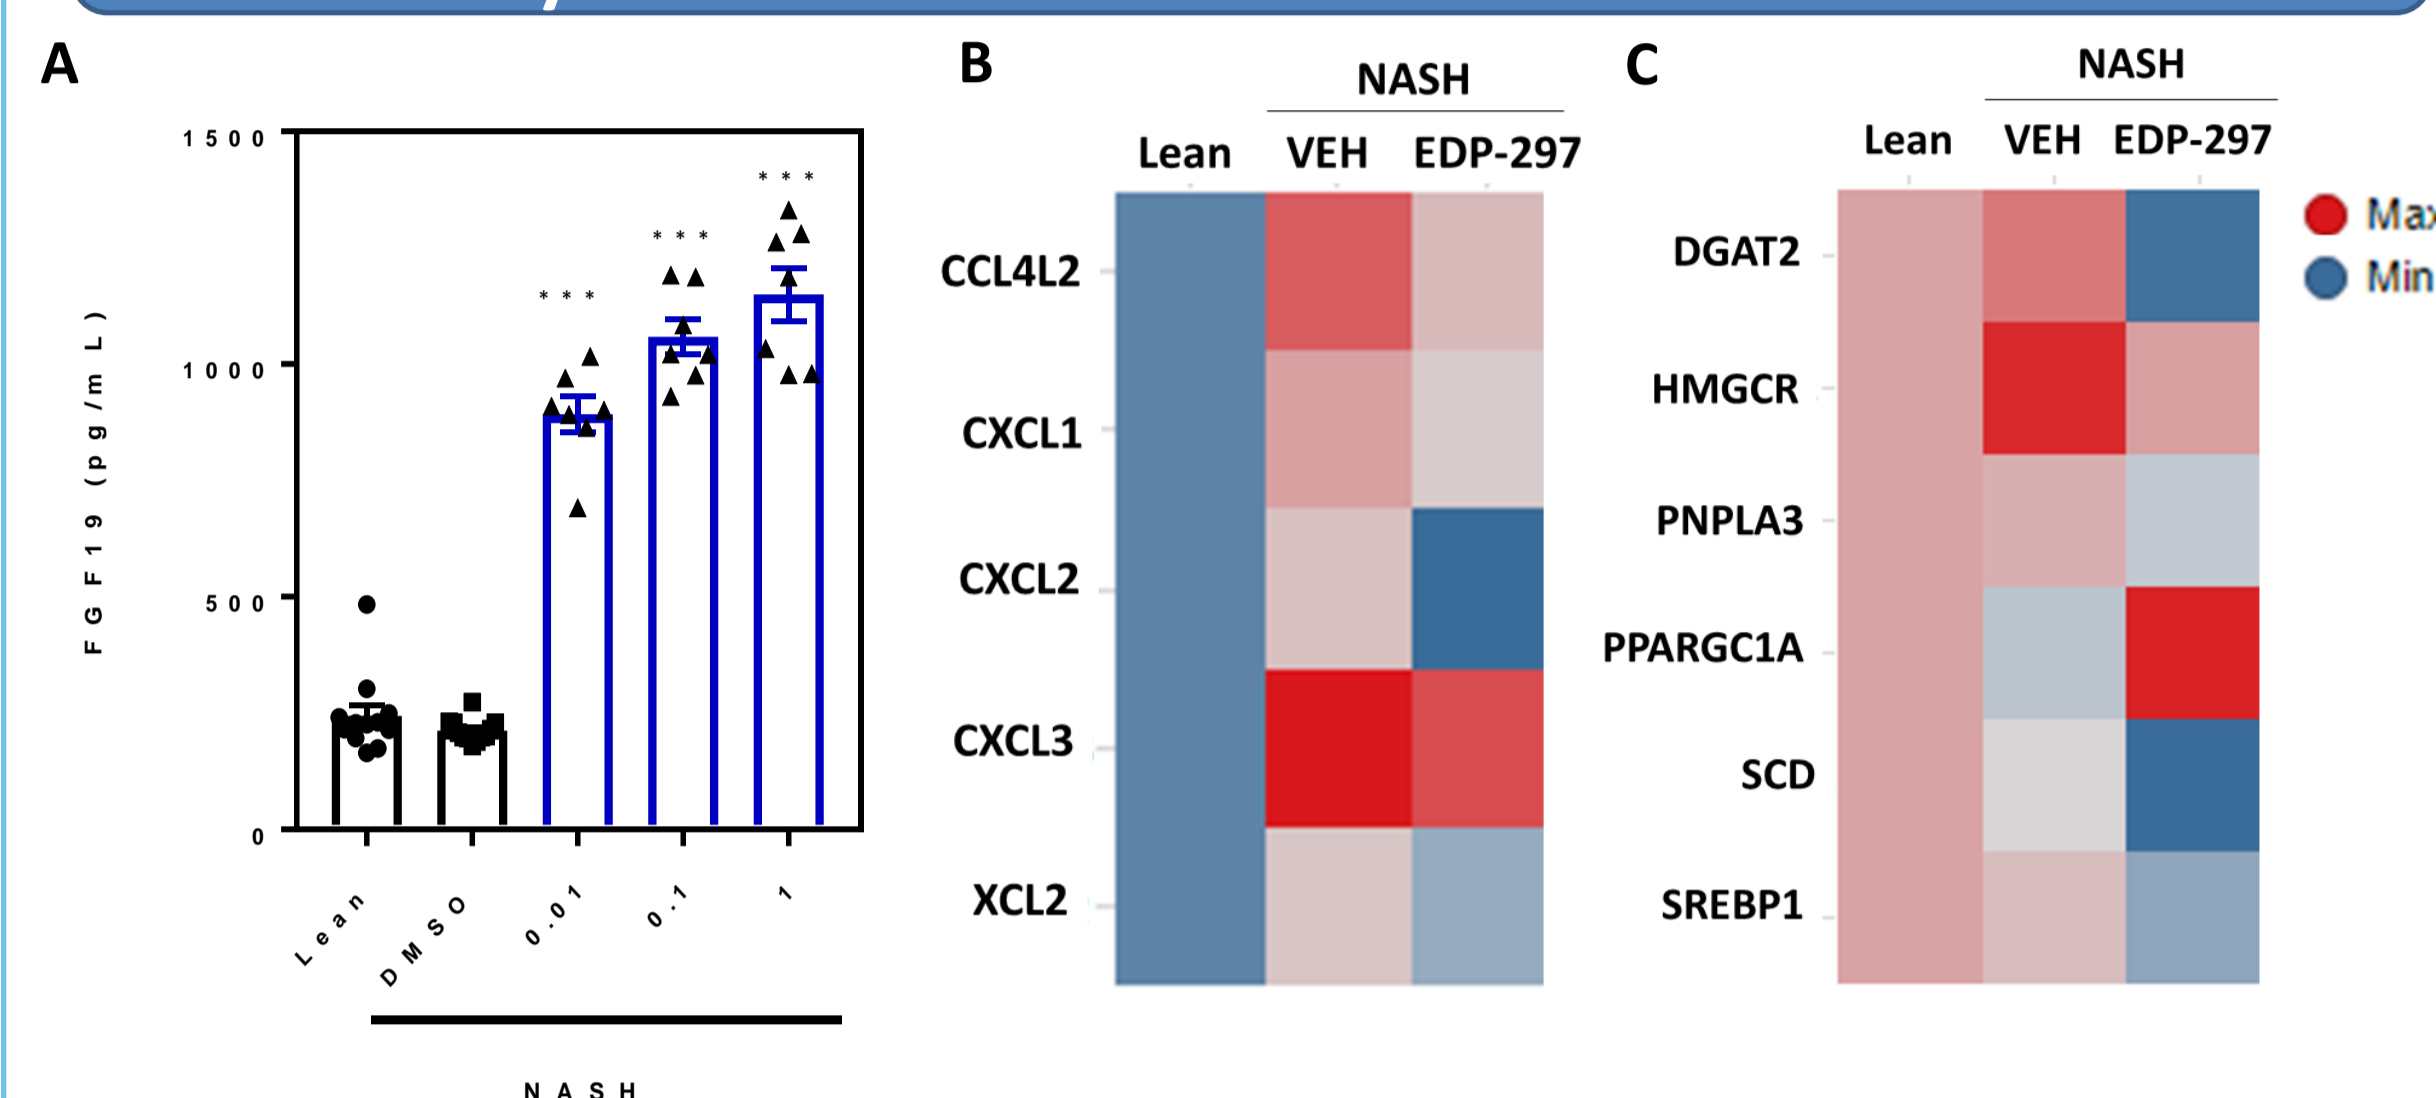 A
FGF19 (pg/mL)
1500
1000
500
0
* * *
* * *
* * *
Lean
DMSO
0.01
0.1
1
NASH
B
NASH
Lean VEH EDP-297
CCL4L2
CXCL1
CXCL2
CXCL3
XCL2
C
NASH
Lean VEH EDP-297
DGAT2
HMGCR
PNPLA3
PPARGC1A
SCD
SREBP1
Max
Min